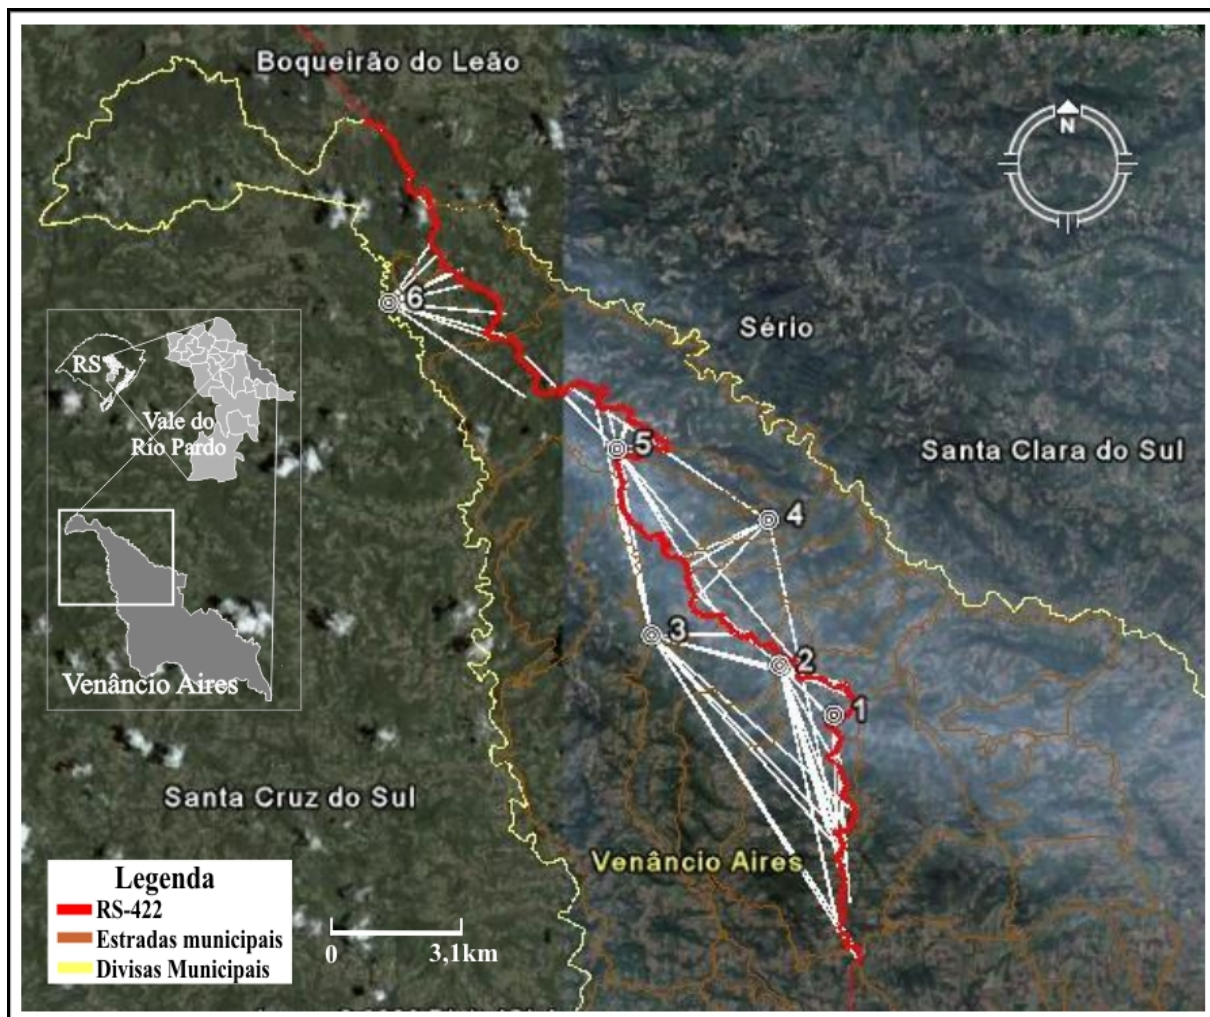 Boqueirão do Leão
N
6
Sério
RS
Vale do
Rio Pardo
5
Santa Clara do Sul
4
3
2
Venâncio Aires
1
Santa Cruz do Sul
Venâncio Aires
Legenda
RS-422
Estradas municipais
Divisas Municipais
0 3,1km